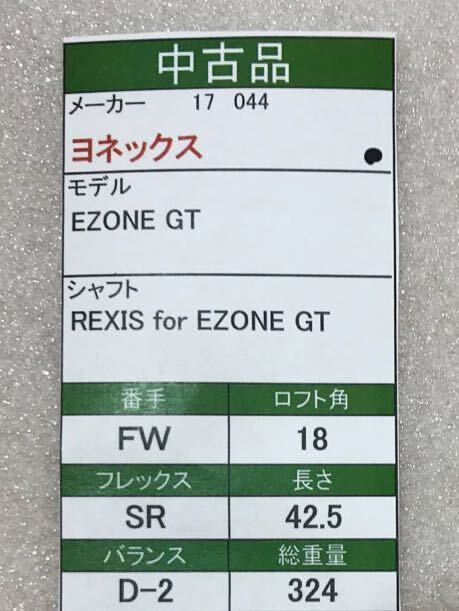 中古品
メーカー 17 044
ヨネックス
モデル
EZONE GT
シャフト
REXIS for EZONE GT
番手 ロフト角
FW 18
フレックス 長さ
SR 42.5
バランス 総重量
D-2 324